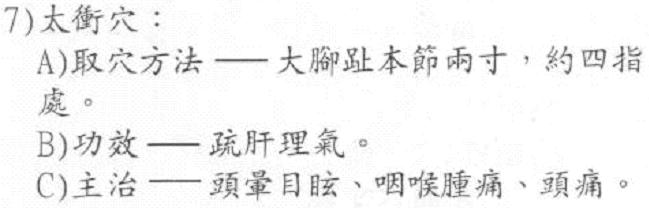 7)太衝穴：
A)取穴方法 —— 大腳趾本節兩寸，約四指
處。
B)功效 —— 疏肝理氣。
C)主治 —— 頭暈目眩、咽喉腫痛、頭痛。